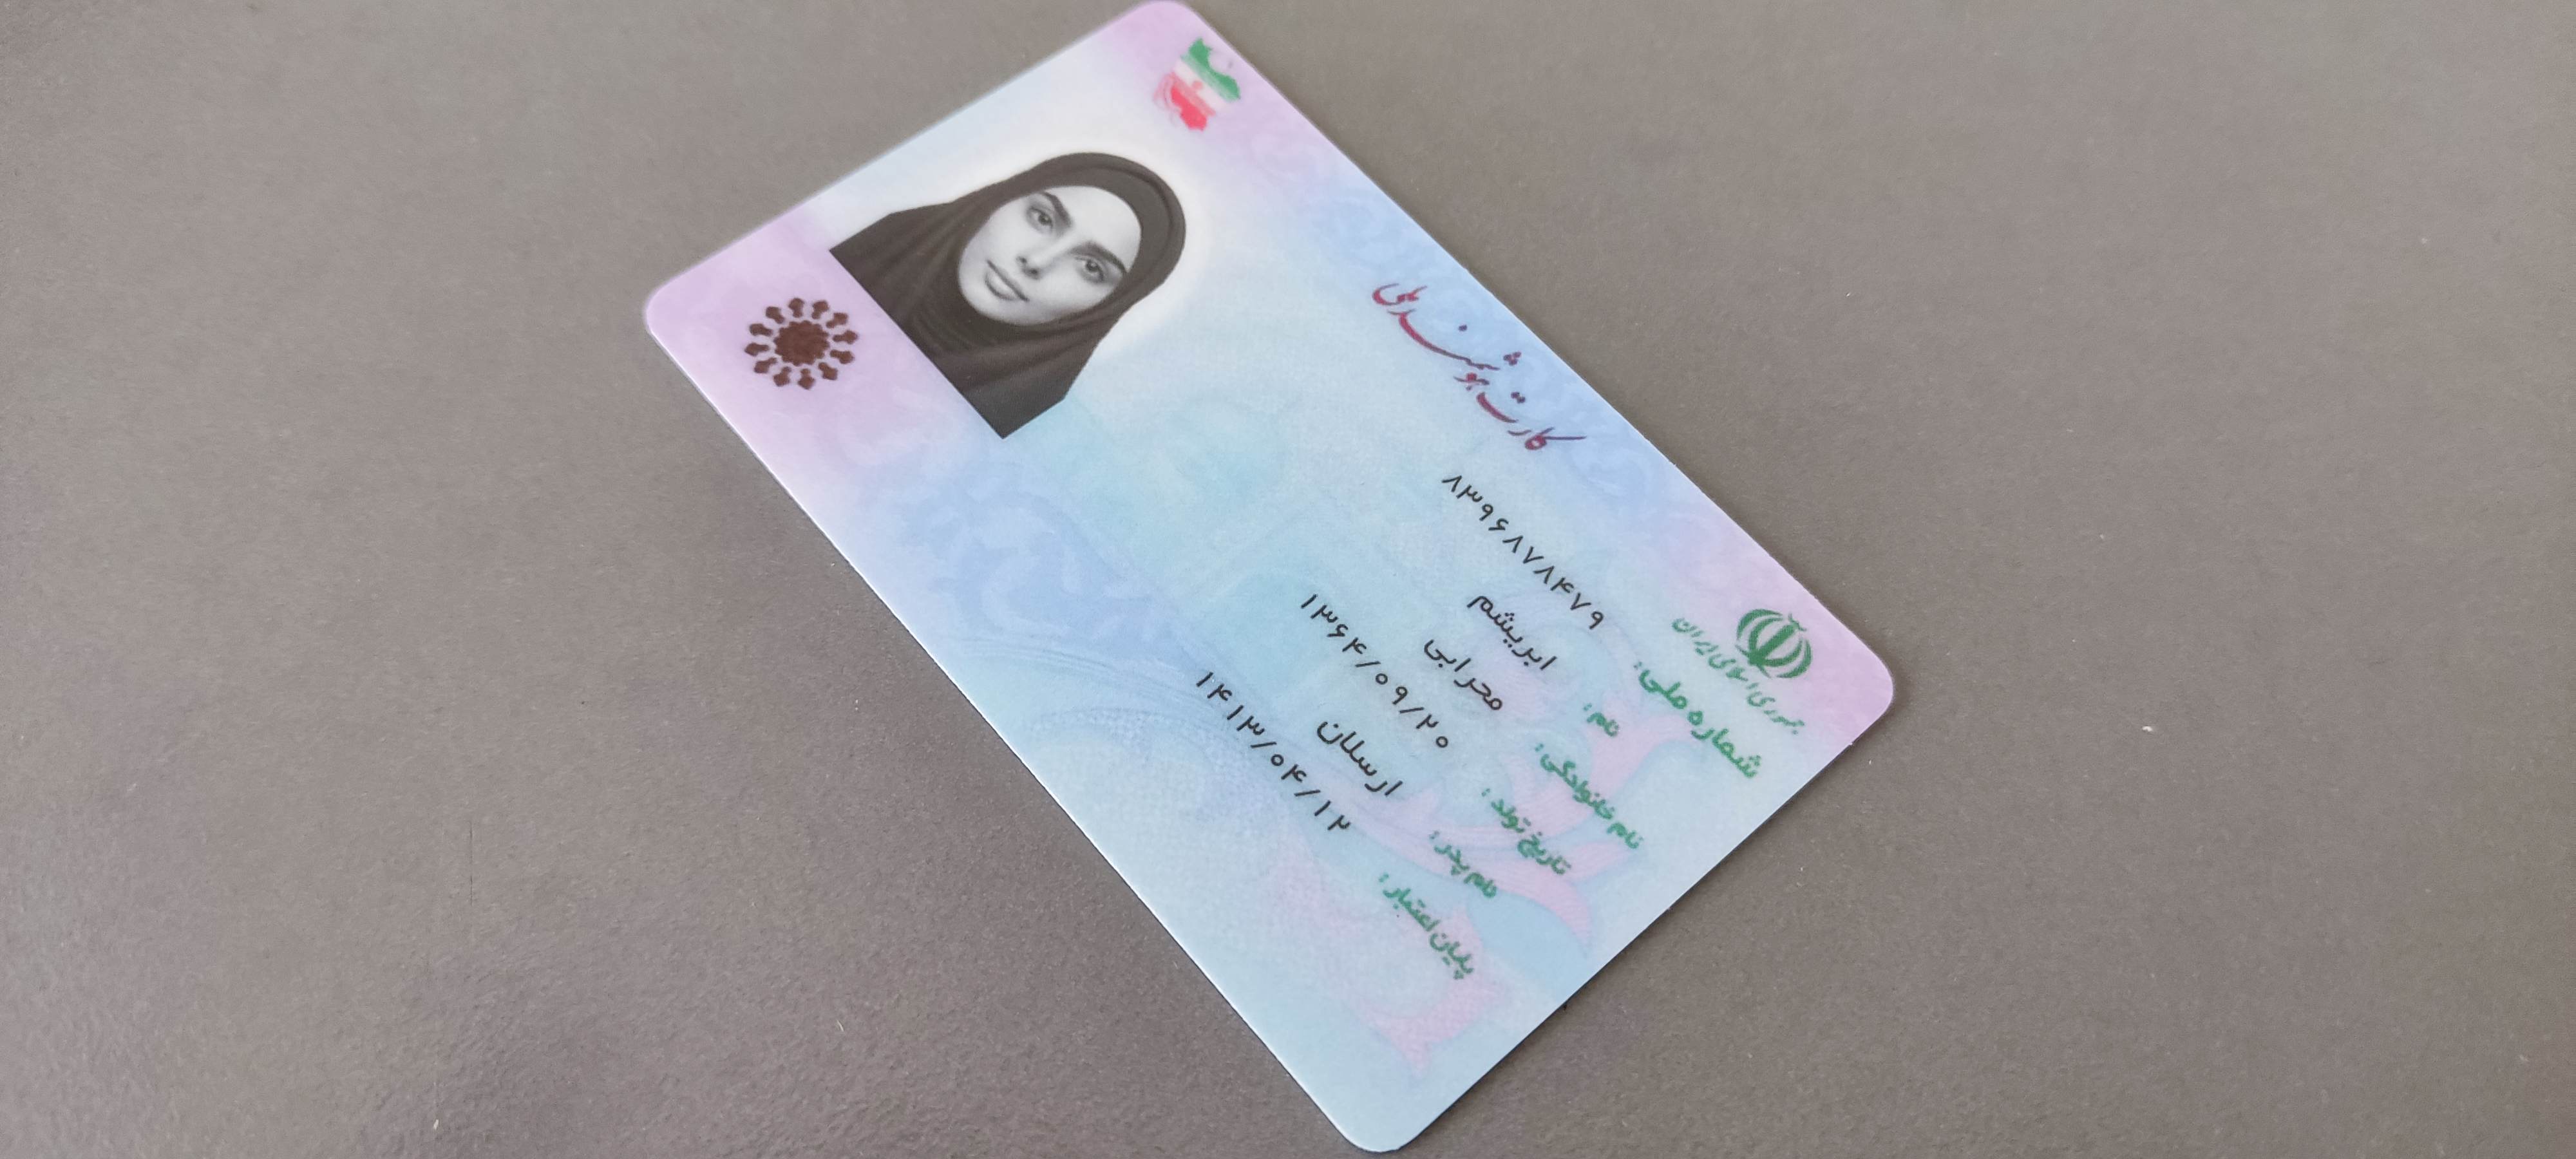 جمهوری اسلامی ایران
کارت هوشمند ملی
شماره ملی: ۸۳۹۶۸۷۸۴۷۹
نام: ابریشم
نام خانوادگی: محرابی
تاریخ تولد: ۱۳۶۴/۰۹/۲۰
نام پدر: ارسلان
پایان اعتبار: ۱۴۱۳/۰۴/۱۲